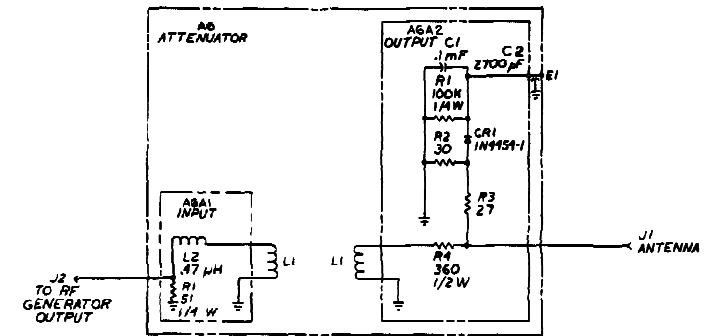 A6
ATTENUATOR
A6A2
OUTPUT
C1
.1mF
C2
2700pF
E1
R1
100K
1/4W
CR1
1N4454-1
R2
30
R3
27
A6A1
INPUT
J1
ANTENNA
L2
.47 µH
L1
L1
R4
360
1/2W
J2
TO RF
GENERATOR
OUTPUT
R1
51
1/4 W